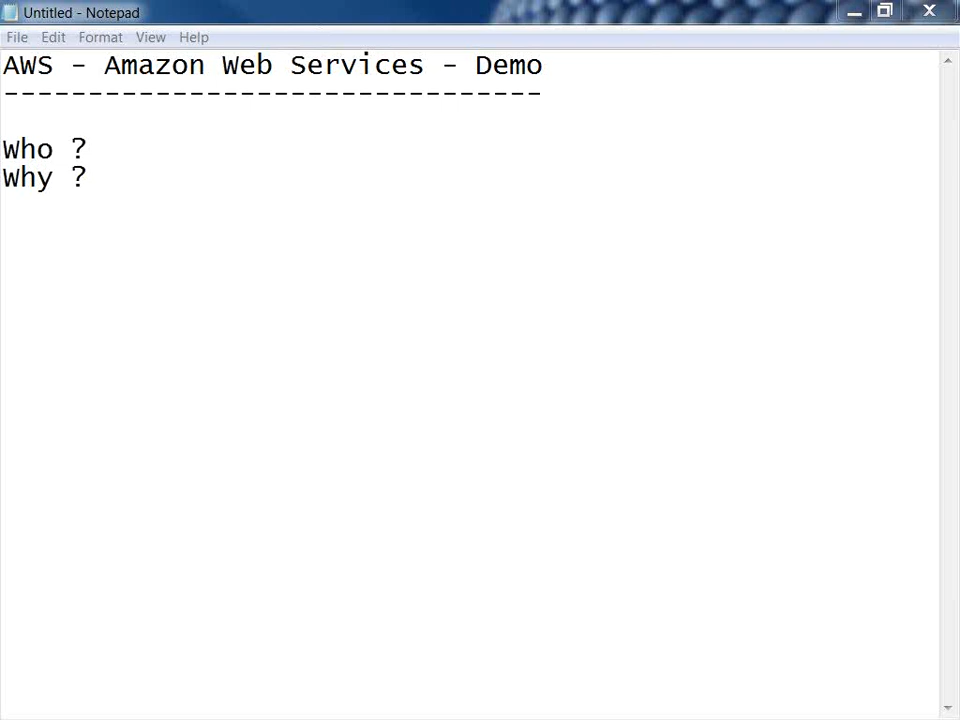 Untitled - Notepad
File Edit Format View Help
AWS - Amazon Web Services - Demo
--------------------------------
Who ?
Why ?